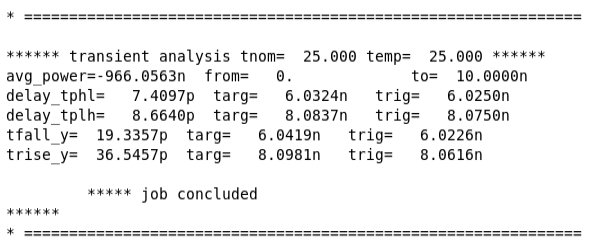 * ==============================================================
****** transient analysis tnom=  25.000 temp=  25.000 ******
avg_power=-966.0563n  from=   0.             to=  10.0000n
delay_tphl=   7.4097p  targ=   6.0324n   trig=   6.0250n
delay_tplh=   8.6640p  targ=   8.0837n   trig=   8.0750n
tfall_y=  19.3357p  targ=   6.0419n   trig=   6.0226n
trise_y=  36.5457p  targ=   8.0981n   trig=   8.0616n
         ***** job concluded
******
* ==============================================================